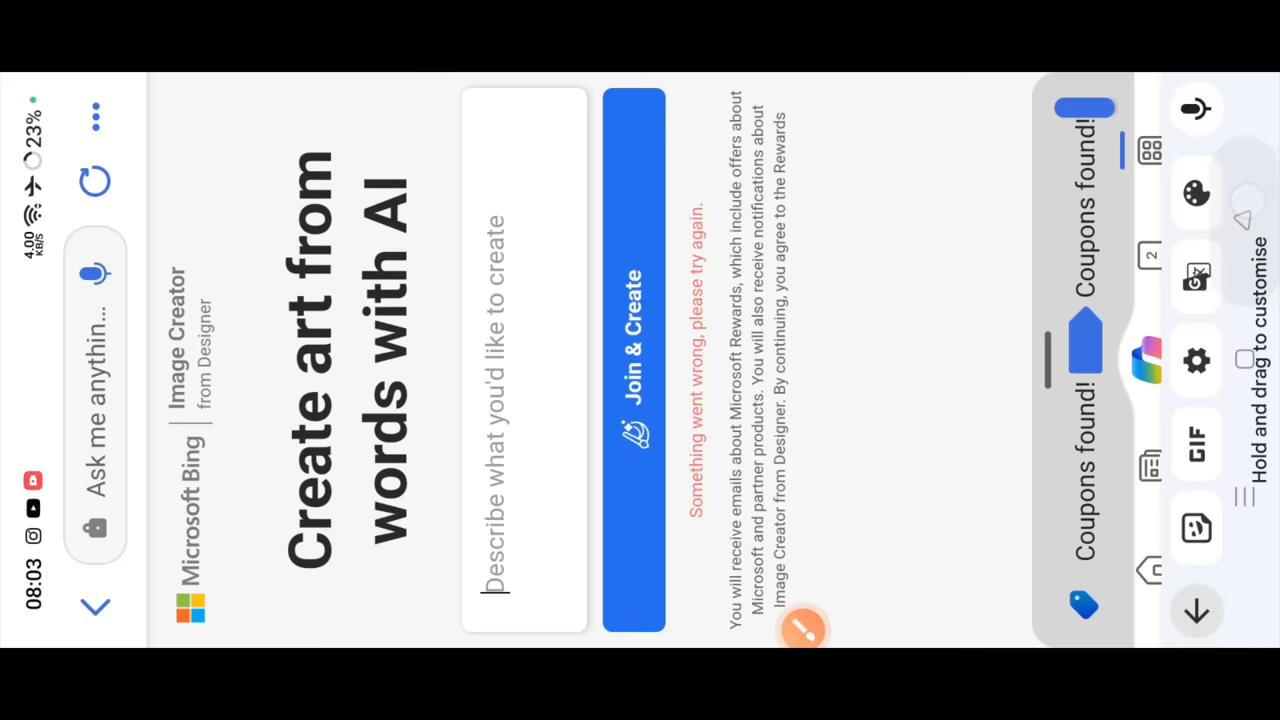 08:03
4.00 KB/S
23%
Ask me anythin...
Microsoft Bing
Image Creator
from Designer
Create art from
words with AI
Describe what you'd like to create
Join & Create
Something went wrong, please try again.
You will receive emails about Microsoft Rewards, which include offers about
Microsoft and partner products. You will also receive notifications about
Image Creator from Designer. By continuing, you agree to the Rewards
Coupons found!
Coupons found!
2
GIF
G
Hold and drag to customise